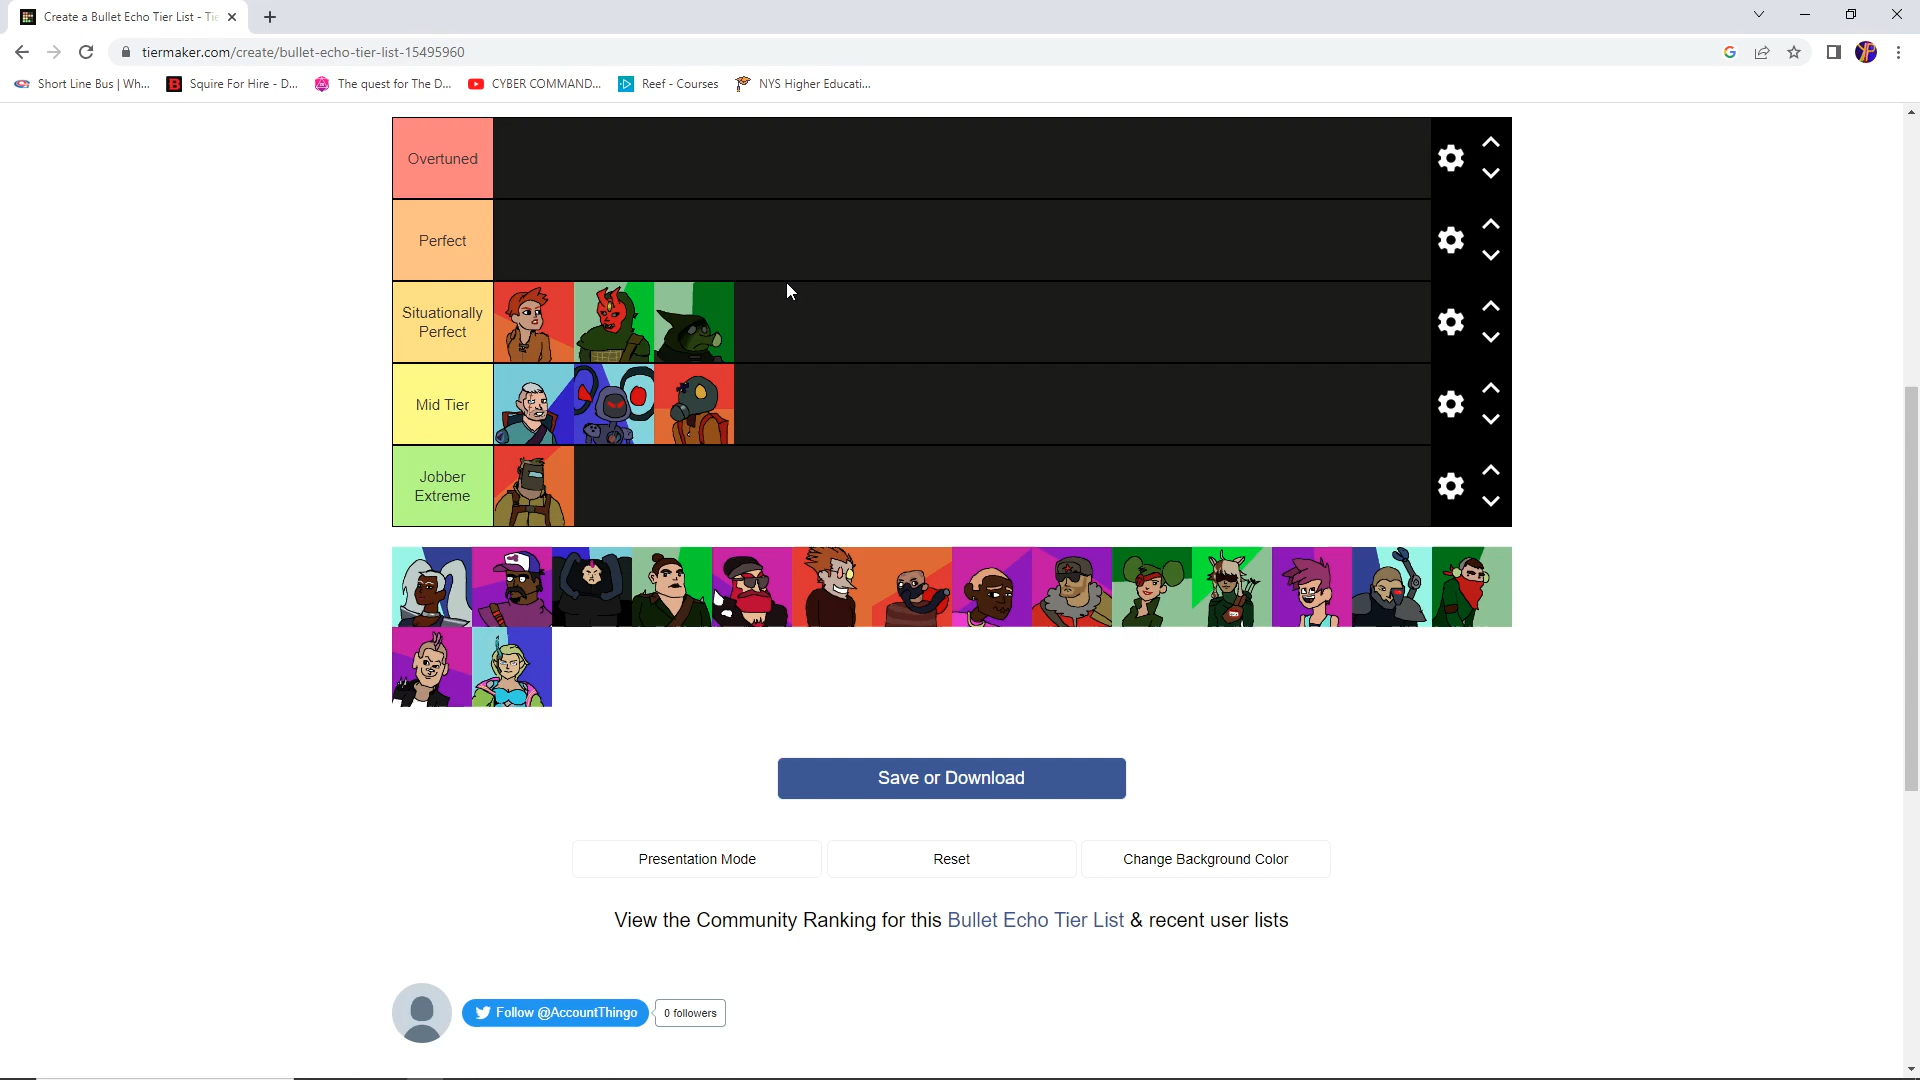 Create a Bullet Echo Tier List - Tie
tiermaker.com/create/bullet-echo-tier-list-15495960
Short Line Bus | Wh...
Squire For Hire - D...
The quest for The D...
CYBER COMMAND...
Reef - Courses
NYS Higher Educati...
Overtuned
Perfect
Situationally
Perfect
Mid Tier
Jobber
Extreme
Save or Download
Presentation Mode
Reset
Change Background Color
View the Community Ranking for this Bullet Echo Tier List & recent user lists
Follow @AccountThingo
0 followers